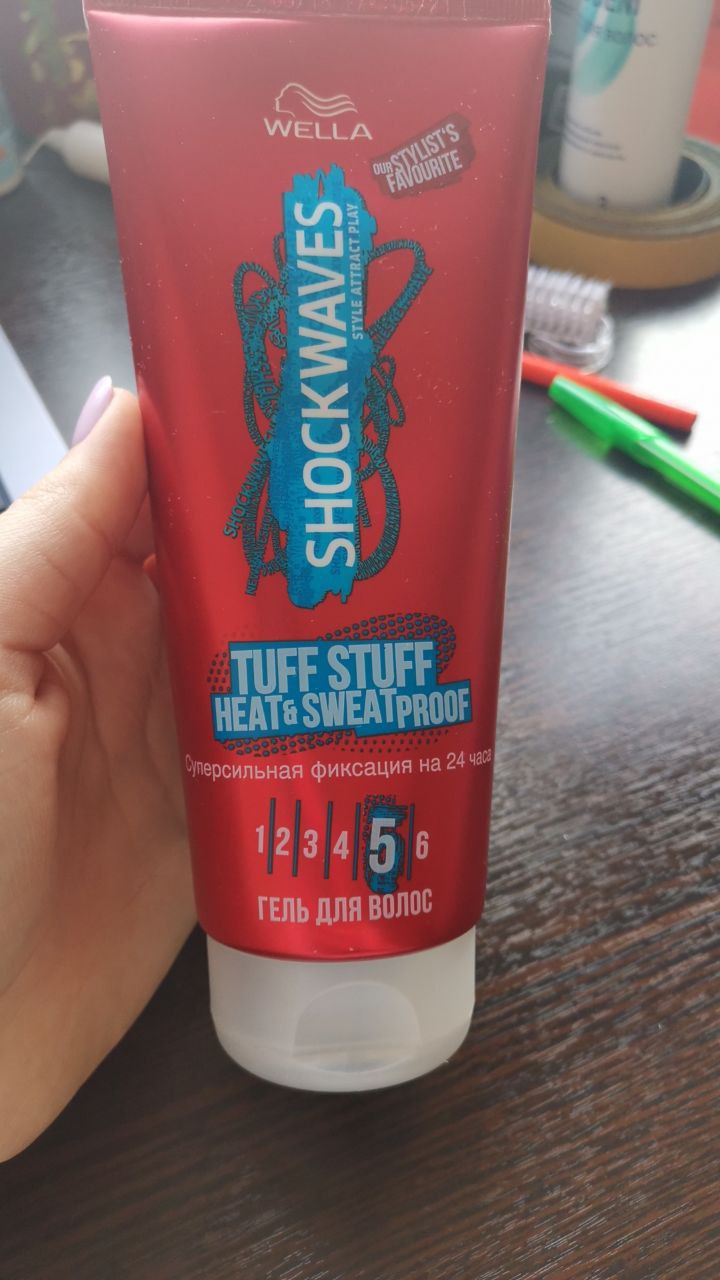 WELLA
OUR STYLIST'S
FAVOURITE
SHOCKWAVES
STYLE ATTRACT PLAY
TUFF STUFF
HEAT & SWEAT PROOF
Суперсильная фиксация на 24 часа
1 2 3 4 5 6
ГЕЛЬ ДЛЯ ВОЛОС